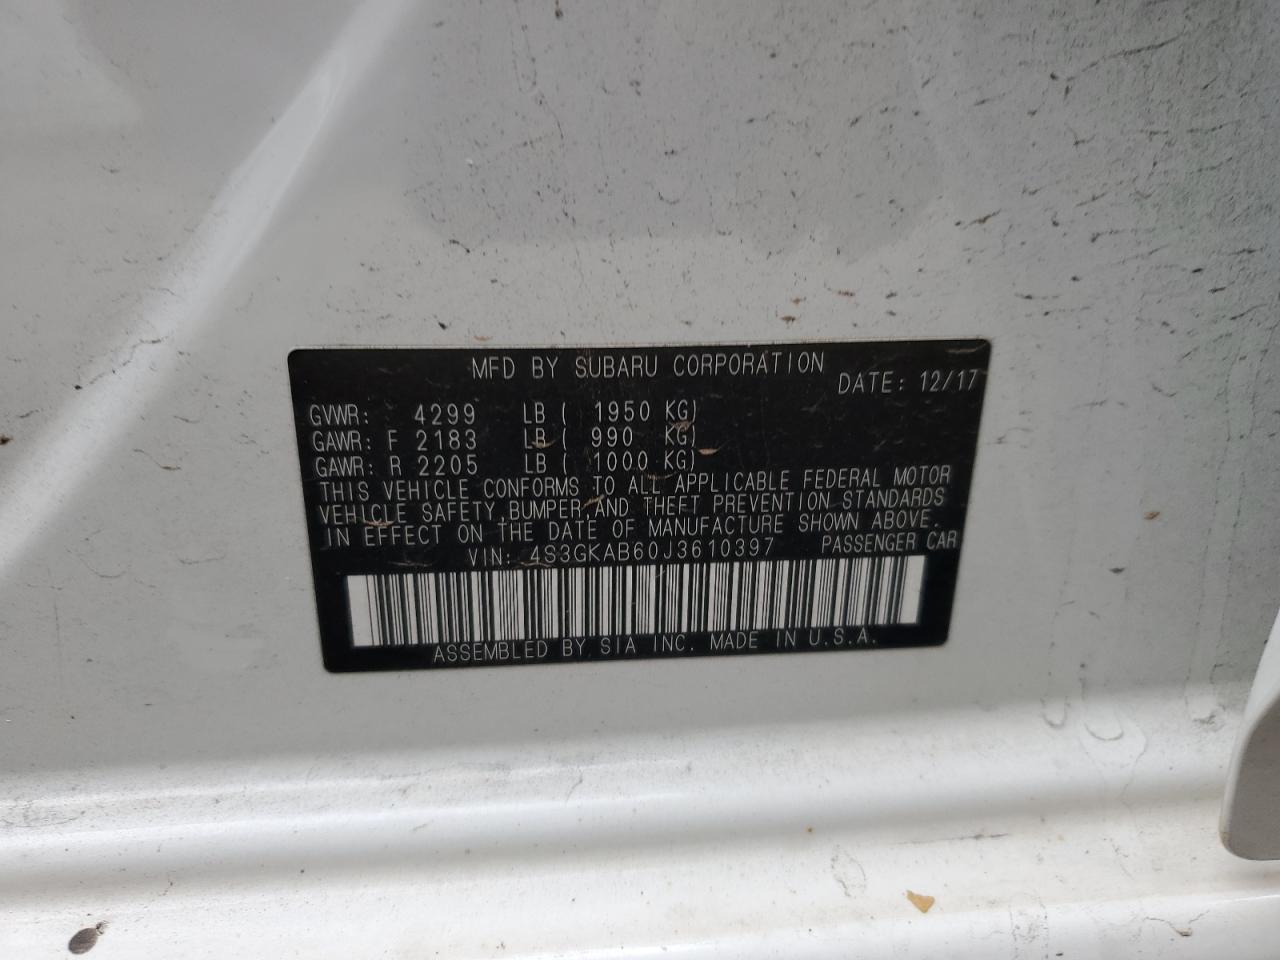 MFD BY SUBARU CORPORATION
DATE: 12/17
GVWR: 4299 LB ( 1950 KG)
GAWR: F 2183 LB ( 990 KG)
GAWR: R 2205 LB ( 1000 KG)
THIS VEHICLE CONFORMS TO ALL APPLICABLE FEDERAL MOTOR
VEHICLE SAFETY, BUMPER AND THEFT PREVENTION STANDARDS
IN EFFECT ON THE DATE OF MANUFACTURE SHOWN ABOVE.
VIN: 4S3GKAB60J3610397 PASSENGER CAR
ASSEMBLED BY SIA INC. MADE IN U.S.A.